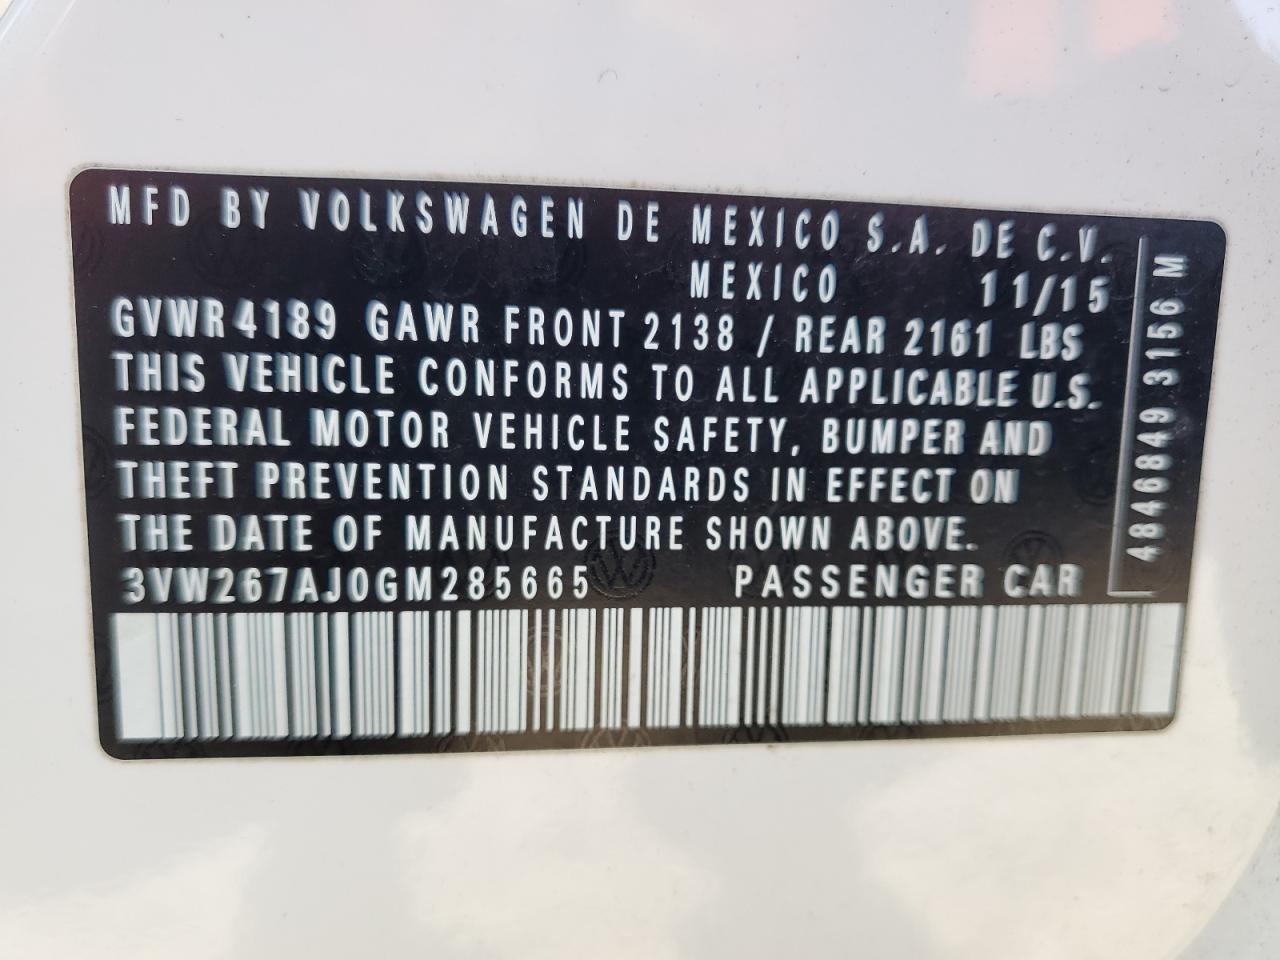 MFD BY VOLKSWAGEN DE MEXICO S.A. DE C.V.
MEXICO 11/15
GVWR 4189 GAWR FRONT 2138 / REAR 2161 LBS
THIS VEHICLE CONFORMS TO ALL APPLICABLE U.S.
FEDERAL MOTOR VEHICLE SAFETY, BUMPER AND
THEFT PREVENTION STANDARDS IN EFFECT ON
THE DATE OF MANUFACTURE SHOWN ABOVE.
3VW267AJ0GM285665 PASSENGER CAR
4846849 3156 M